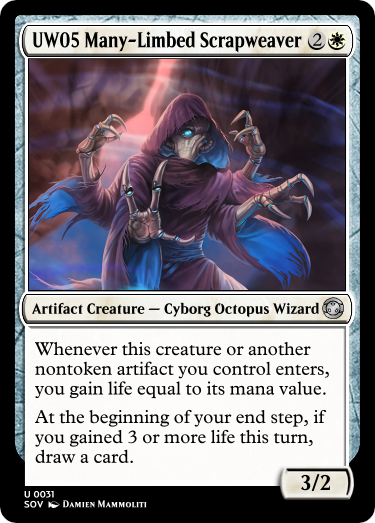 UW05 Many-Limbed Scrapweaver 2
Artifact Creature — Cyborg Octopus Wizard
Whenever this creature or another
nontoken artifact you control enters,
you gain life equal to its mana value.
At the beginning of your end step, if
you gained 3 or more life this turn,
draw a card.
3/2
U 0031
SOV Damien Mammoliti